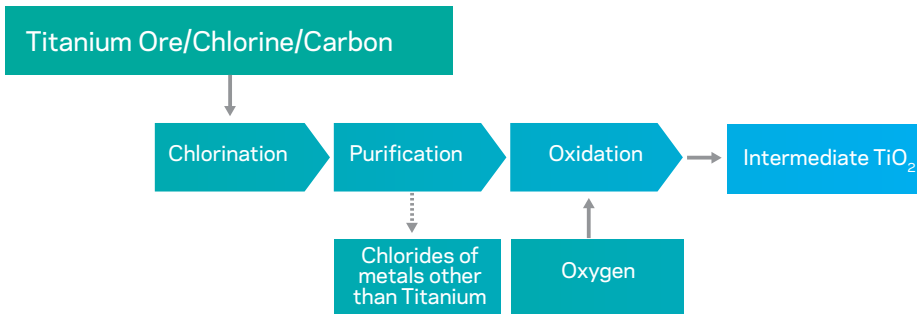 Titanium Ore/Chlorine/Carbon
Chlorination
Purification
Oxidation
Intermediate TiO₂
Chlorides of
metals other
than Titanium
Oxygen